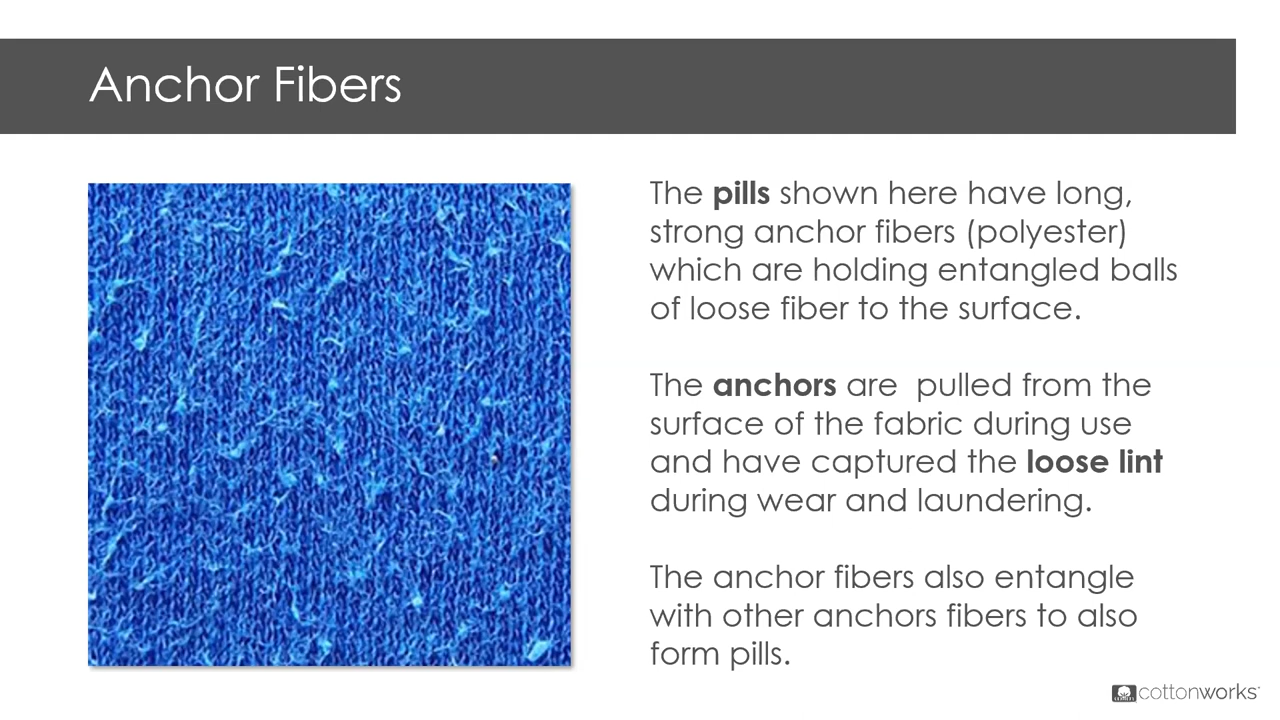 Anchor Fibers
The pills shown here have long,
strong anchor fibers (polyester)
which are holding entangled balls
of loose fiber to the surface.
The anchors are  pulled from the
surface of the fabric during use
and have captured the loose lint
during wear and laundering.
The anchor fibers also entangle
with other anchors fibers to also
form pills.
cottonworks